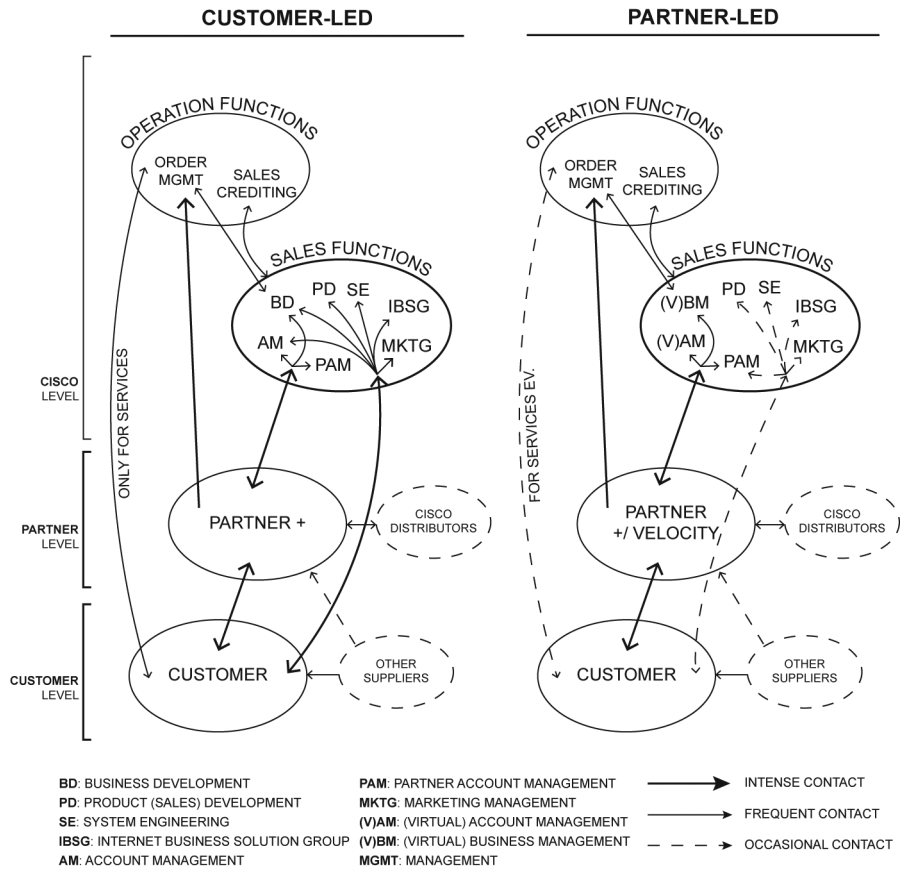 CUSTOMER-LED
PARTNER-LED
OPERATION FUNCTIONS
ORDER
MGMT
SALES
CREDITING
SALES FUNCTIONS
BD
PD
SE
IBSG
AM
PAM
MKTG
ONLY FOR SERVICES
PARTNER +
CISCO
DISTRIBUTORS
CUSTOMER
OTHER
SUPPLIERS
OPERATION FUNCTIONS
ORDER
MGMT
SALES
CREDITING
SALES FUNCTIONS
(V)BM
PD
SE
IBSG
(V)AM
PAM
MKTG
FOR SERVICES EV.
PARTNER
+/ VELOCITY
CISCO
DISTRIBUTORS
CUSTOMER
OTHER
SUPPLIERS
CISCO
LEVEL
PARTNER
LEVEL
CUSTOMER
LEVEL
BD: BUSINESS DEVELOPMENT
PD: PRODUCT (SALES) DEVELOPMENT
SE: SYSTEM ENGINEERING
IBSG: INTERNET BUSINESS SOLUTION GROUP
AM: ACCOUNT MANAGEMENT
PAM: PARTNER ACCOUNT MANAGEMENT
MKTG: MARKETING MANAGEMENT
(V)AM: (VIRTUAL) ACCOUNT MANAGEMENT
(V)BM: (VIRTUAL) BUSINESS MANAGEMENT
MGMT: MANAGEMENT
INTENSE CONTACT
FREQUENT CONTACT
OCCASIONAL CONTACT